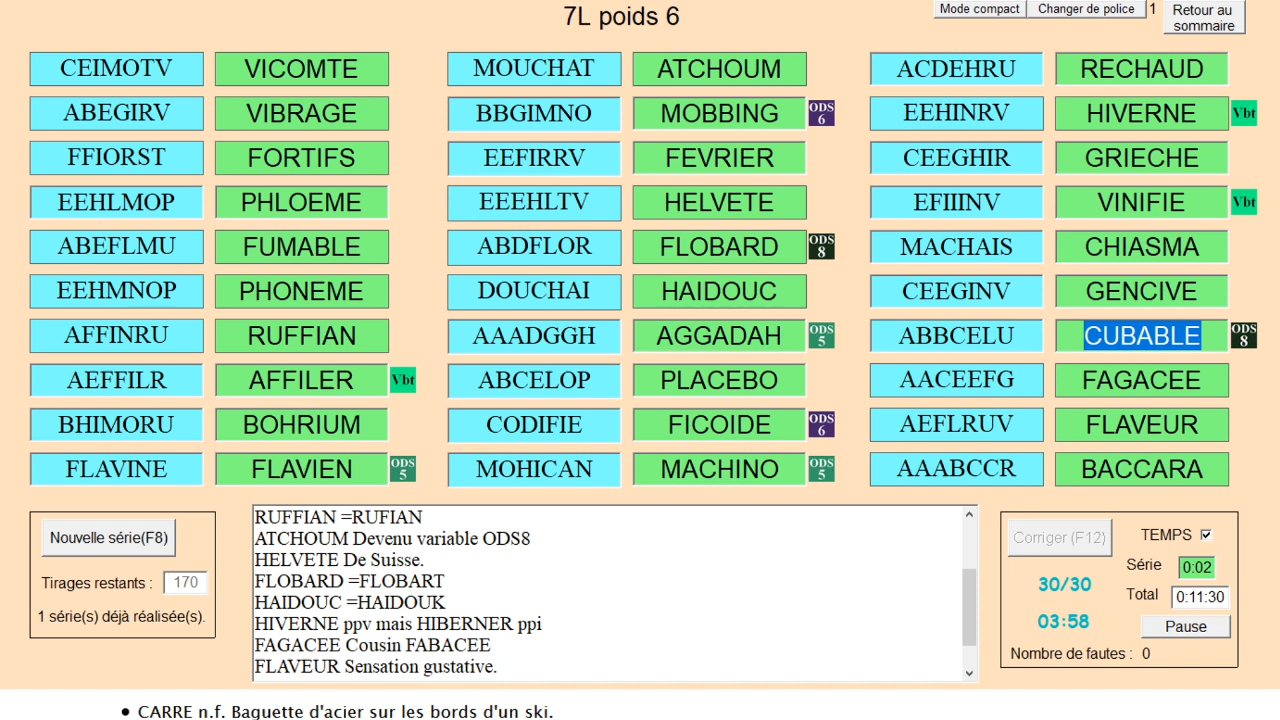 7L poids 6
Mode compact Changer de police 1 Retour au sommaire
CEIMOTV VICOMTE MOUCHAT ATCHOUM ACDEHRU RECHAUD
ABEGIRV VIBRAGE BBGIMNO MOBBING ODS 6 EEHINRV HIVERNE Vbt
FFIORST FORTIFS EEFIRRV FEVRIER CEEGHIR GRIECHE
EEHLMOP PHLOEME EEEHLTV HELVETE EFIIINV VINIFIE Vbt
ABEFLMU FUMABLE ABDFLOR FLOBARD ODS 8 MACHAIS CHIASMA
EEHMNOP PHONEME DOUCHAI HAIDOUC CEEGINV GENCIVE
AFFINRU RUFFIAN AAADGGH AGGADAH ODS 5 ABBCELU CUBABLE ODS 8
AEFFILR AFFILER Vbt ABCELOP PLACEBO AACEEFG FAGACEE
BHIMORU BOHRIUM CODIFIE FICOIDE ODS 6 AEFLRUV FLAVEUR
FLAVINE FLAVIEN ODS 5 MOHICAN MACHINO ODS 5 AAABCCR BACCARA
Nouvelle série(F8)
Tirages restants : 170
1 série(s) déjà réalisée(s).
RUFFIAN =RUFIAN
ATCHOUM Devenu variable ODS8
HELVETE De Suisse.
FLOBARD =FLOBART
HAIDOUC =HAIDOUK
HIVERNE ppv mais HIBERNER ppi
FAGACEE Cousin FABACEE
FLAVEUR Sensation gustative.
Corriger (F12) TEMPS
Série 0:02
30/30 Total 0:11:30
03:58 Pause
Nombre de fautes : 0
• CARRE n.f. Baguette d'acier sur les bords d'un ski.